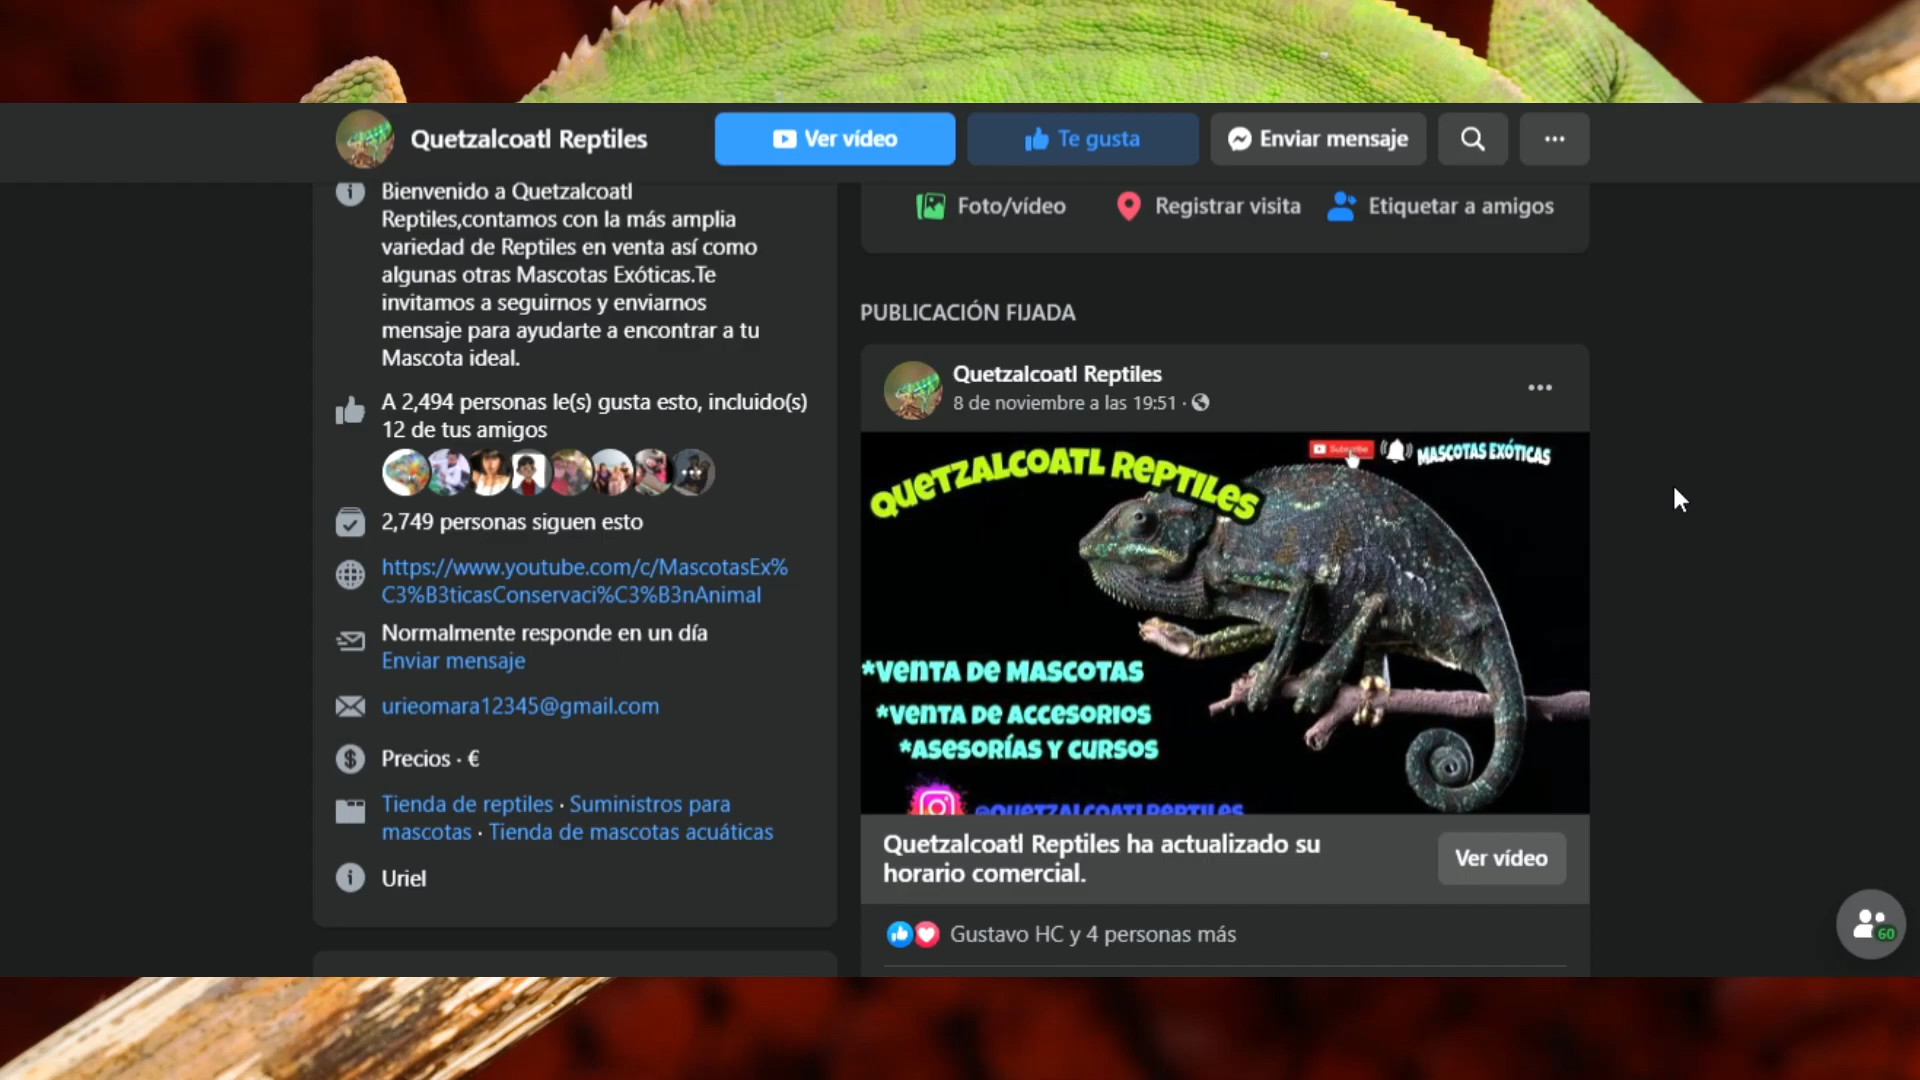 Quetzalcoatl Reptiles
Ver vídeo
Te gusta
Enviar mensaje
Bienvenido a Quetzalcoatl
Reptiles,contamos con la más amplia
variedad de Reptiles en venta así como
algunas otras Mascotas Exóticas.Te
invitamos a seguirnos y enviarnos
mensaje para ayudarte a encontrar a tu
Mascota ideal.
A 2,494 personas le(s) gusta esto, incluido(s)
12 de tus amigos
2,749 personas siguen esto
https://www.youtube.com/c/MascotasEx%
C3%B3ticasConservaci%C3%B3nAnimal
Normalmente responde en un día
Enviar mensaje
urieomara12345@gmail.com
Precios · €
Tienda de reptiles · Suministros para
mascotas · Tienda de mascotas acuáticas
Uriel
Foto/vídeo
Registrar visita
Etiquetar a amigos
PUBLICACIÓN FIJADA
Quetzalcoatl Reptiles
8 de noviembre a las 19:51 ·
QUETZALCOATL REPTILES
Subscribe
MASCOTAS EXÓTICAS
*VENTA DE MASCOTAS
*VENTA DE ACCESORIOS
*ASESORÍAS Y CURSOS
@QUETZALCOATLREPTILES
Quetzalcoatl Reptiles ha actualizado su
horario comercial.
Ver vídeo
Gustavo HC y 4 personas más
60